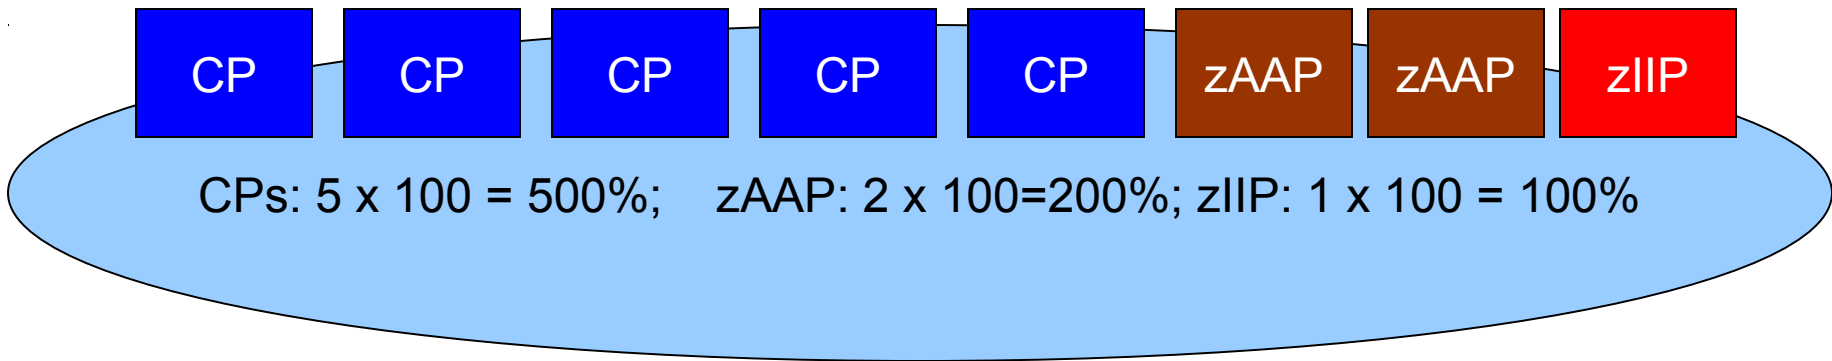 CP CP CP CP CP zAAP zAAP zIIP
CPs: 5 x 100 = 500%; zAAP: 2 x 100=200%; zIIP: 1 x 100 = 100%